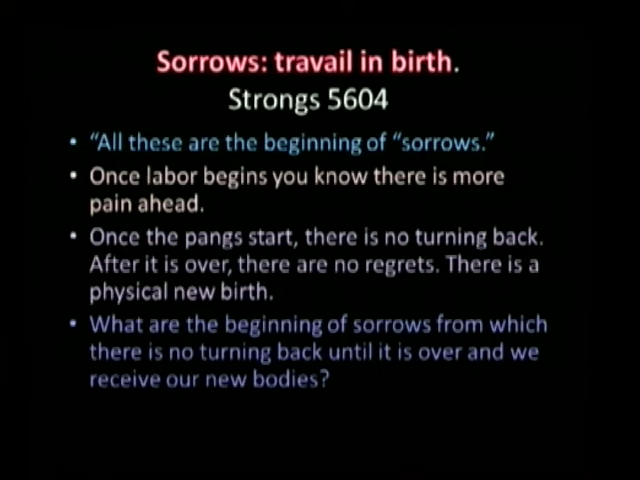 Sorrows: travail in birth.
Strongs 5604
• “All these are the beginning of “sorrows.”
• Once labor begins you know there is more
pain ahead.
• Once the pangs start, there is no turning back.
After it is over, there are no regrets. There is a
physical new birth.
• What are the beginning of sorrows from which
there is no turning back until it is over and we
receive our new bodies?